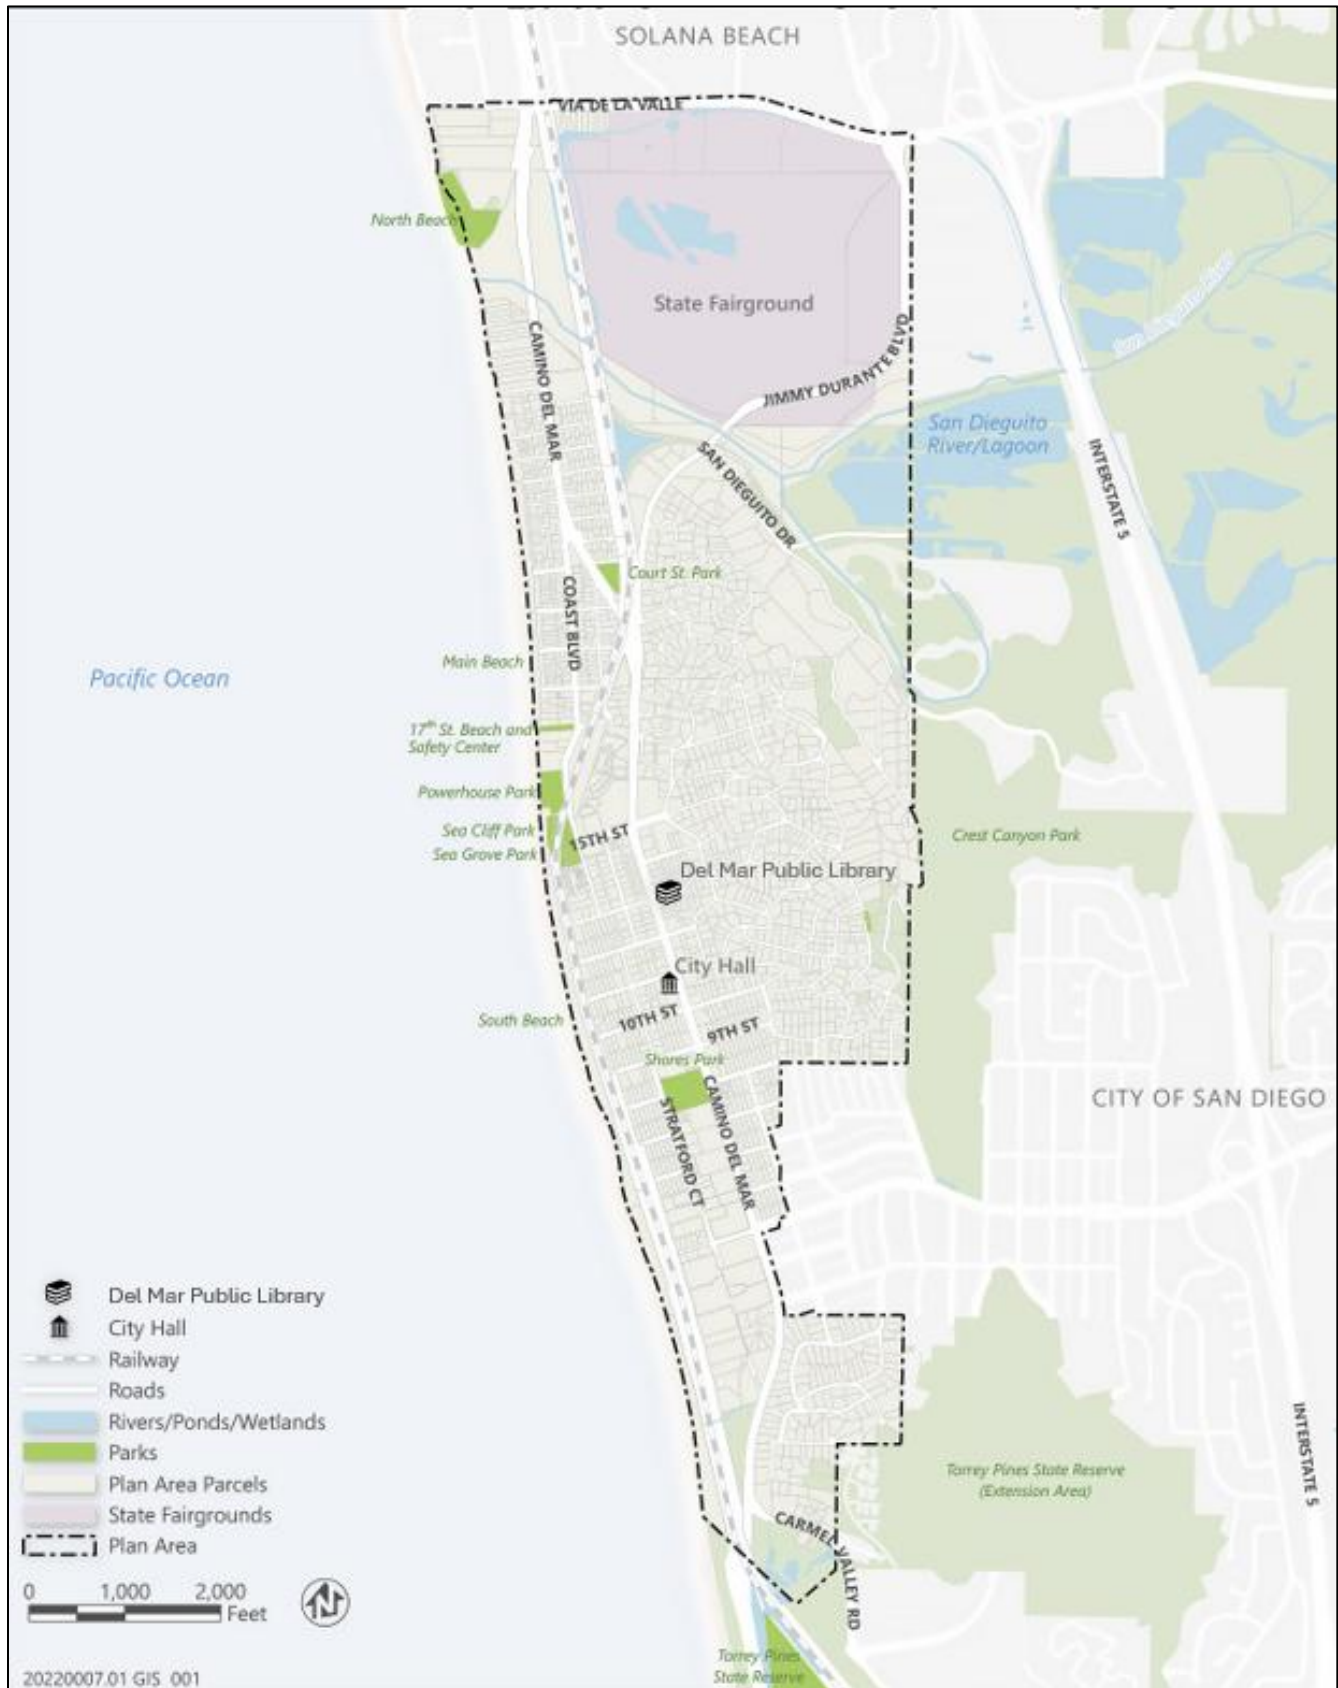 SOLANA BEACH
VIA DE LA VALLE
North Beach
State Fairground
San Dieguito River
CAMINO DEL MAR
JIMMY DURANTE BLVD
San Dieguito
River/Lagoon
SAN DIEGUITO DR
INTERSTATE 5
Court St. Park
COAST BLVD
Main Beach
Pacific Ocean
17th St. Beach and
Safety Center
Powerhouse Park
Sea Cliff Park
Sea Grove Park
15TH ST
Crest Canyon Park
Del Mar Public Library
City Hall
South Beach
10TH ST
9TH ST
Shores Park
CAMINO DEL MAR
STRATFORD CT
CITY OF SAN DIEGO
Del Mar Public Library
City Hall
Railway
Roads
Rivers/Ponds/Wetlands
Parks
Plan Area Parcels
State Fairgrounds
Plan Area
0 1,000 2,000
Feet
N
INTERSTATE 5
Torrey Pines State Reserve
(Extension Area)
CARMEL VALLEY RD
Torrey Pines
State Reserve
20220007.01 GIS 001